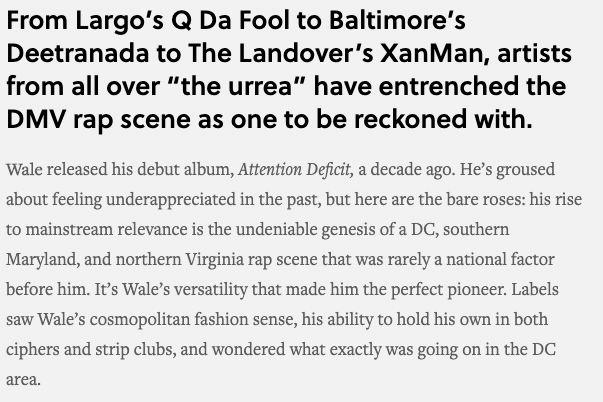 From Largo’s Q Da Fool to Baltimore’s
Deetranada to The Landover’s XanMan, artists
from all over “the urrea” have entrenched the
DMV rap scene as one to be reckoned with.
Wale released his debut album, Attention Deficit, a decade ago. He’s groused
about feeling underappreciated in the past, but here are the bare roses: his rise
to mainstream relevance is the undeniable genesis of a DC, southern
Maryland, and northern Virginia rap scene that was rarely a national factor
before him. It’s Wale’s versatility that made him the perfect pioneer. Labels
saw Wale’s cosmopolitan fashion sense, his ability to hold his own in both
ciphers and strip clubs, and wondered what exactly was going on in the DC
area.